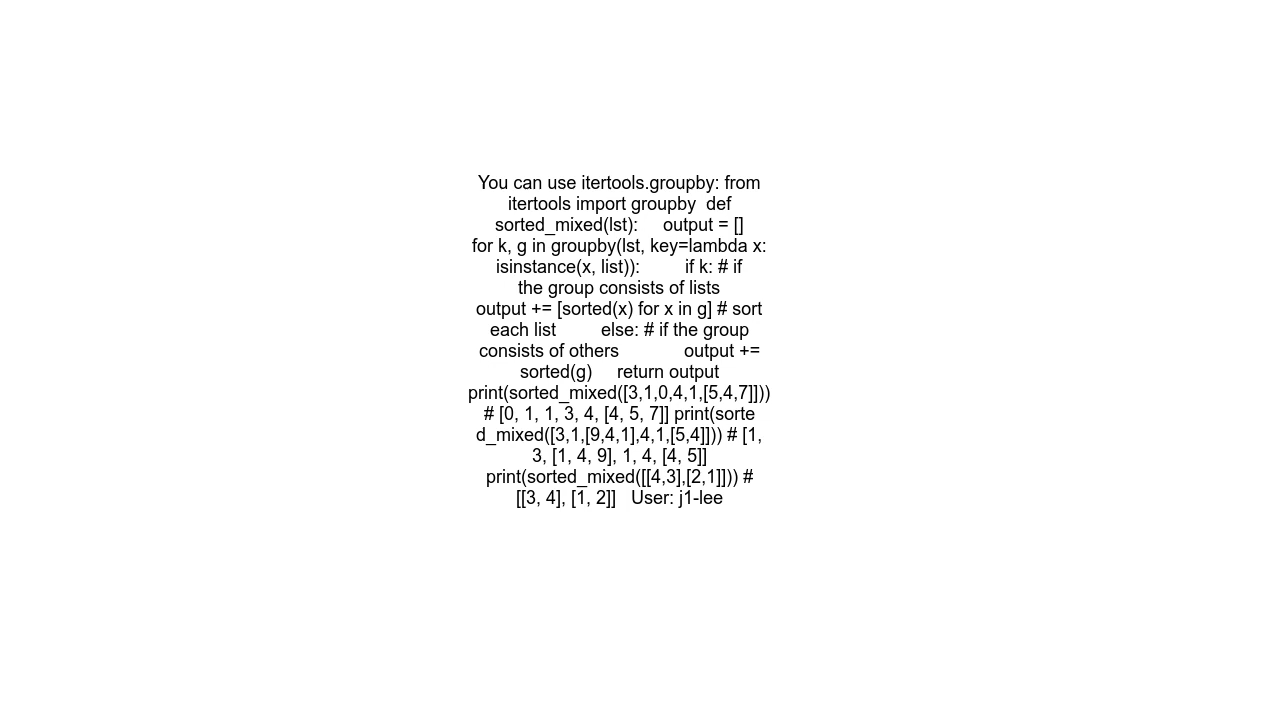 You can use itertools.groupby: from
itertools import groupby  def
sorted_mixed(lst):     output = []
for k, g in groupby(lst, key=lambda x:
isinstance(x, list)):         if k: # if
the group consists of lists
output += [sorted(x) for x in g] # sort
each list         else: # if the group
consists of others             output +=
sorted(g)     return output
print(sorted_mixed([3,1,0,4,1,[5,4,7]]))
# [0, 1, 1, 3, 4, [4, 5, 7]] print(sorte
d_mixed([3,1,[9,4,1],4,1,[5,4]])) # [1,
3, [1, 4, 9], 1, 4, [4, 5]]
print(sorted_mixed([[4,3],[2,1]])) #
[[3, 4], [1, 2]]   User: j1-lee